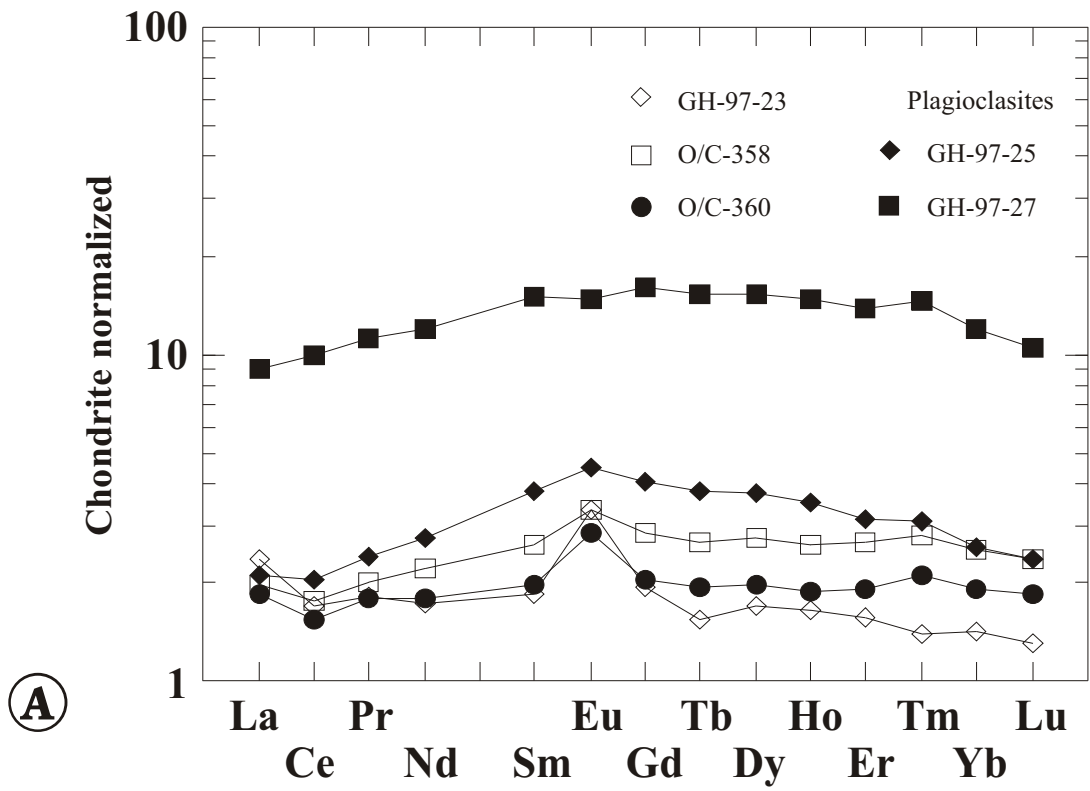 100
GH-97-23
Plagioclasites
O/C-358
GH-97-25
O/C-360
GH-97-27
Chondrite normalized
10
1
A
La Pr Eu Tb Ho Tm Lu
Ce Nd Sm Gd Dy Er Yb